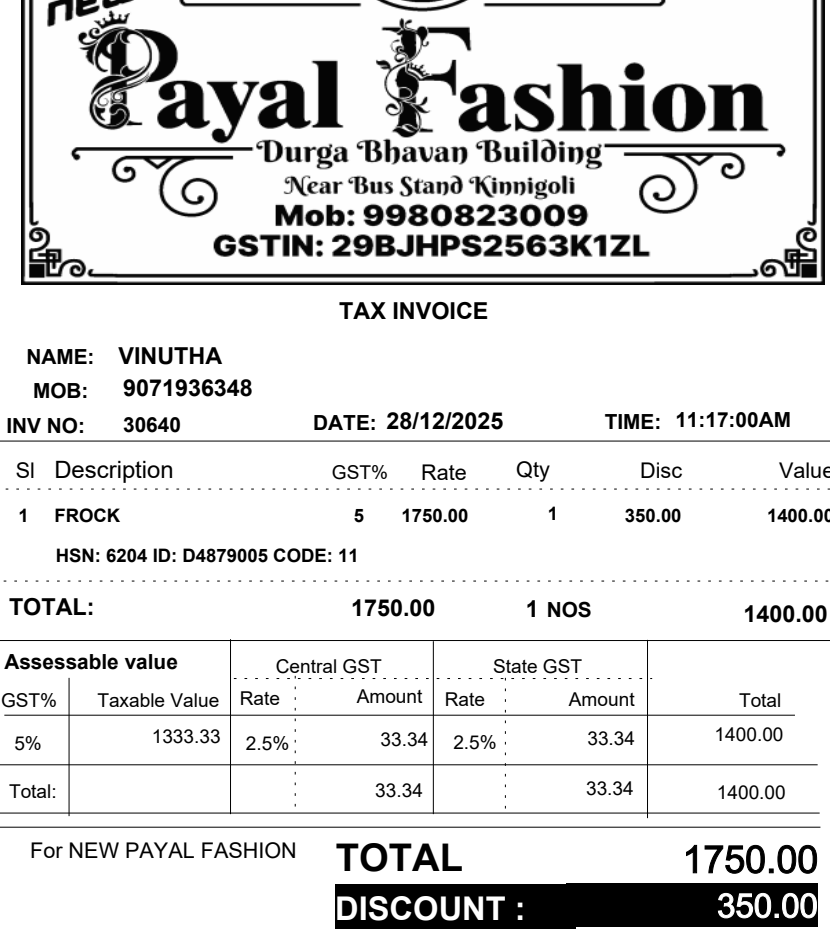 new
Payal Fashion
Durga Bhavan Building
Near Bus Stand Kinnigoli
Mob: 9980823009
GSTIN: 29BJHPS2563K1ZL
TAX INVOICE
NAME: VINUTHA
MOB: 9071936348
INV NO: 30640 DATE: 28/12/2025 TIME: 11:17:00AM
Sl Description GST% Rate Qty Disc Value
1 FROCK 5 1750.00 1 350.00 1400.00
HSN: 6204 ID: D4879005 CODE: 11
TOTAL: 1750.00 1 NOS 1400.00
Assessable value Central GST State GST
GST% Taxable Value Rate Amount Rate Amount Total
5% 1333.33 2.5% 33.34 2.5% 33.34 1400.00
Total: 33.34 33.34 1400.00
For NEW PAYAL FASHION TOTAL 1750.00
DISCOUNT : 350.00